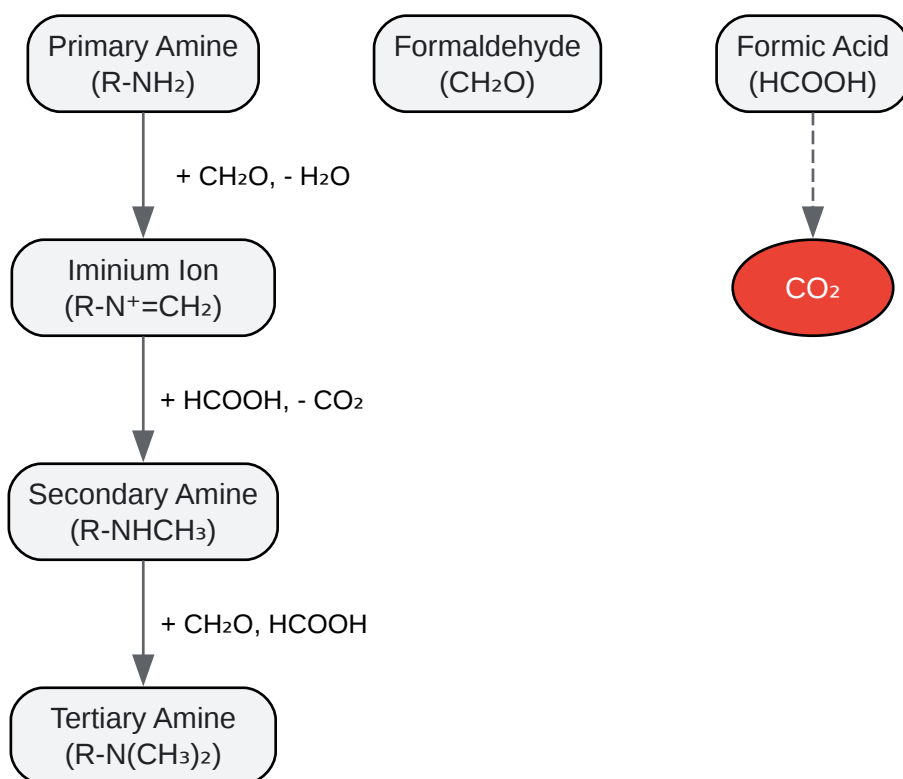 Primary Amine
(R-NH₂)
Formaldehyde
(CH₂O)
Formic Acid
(HCOOH)
+ CH₂O, - H₂O
Iminium Ion
(R-N⁺=CH₂)
CO₂
+ HCOOH, - CO₂
Secondary Amine
(R-NHCH₃)
+ CH₂O, HCOOH
Tertiary Amine
(R-N(CH₃)₂)